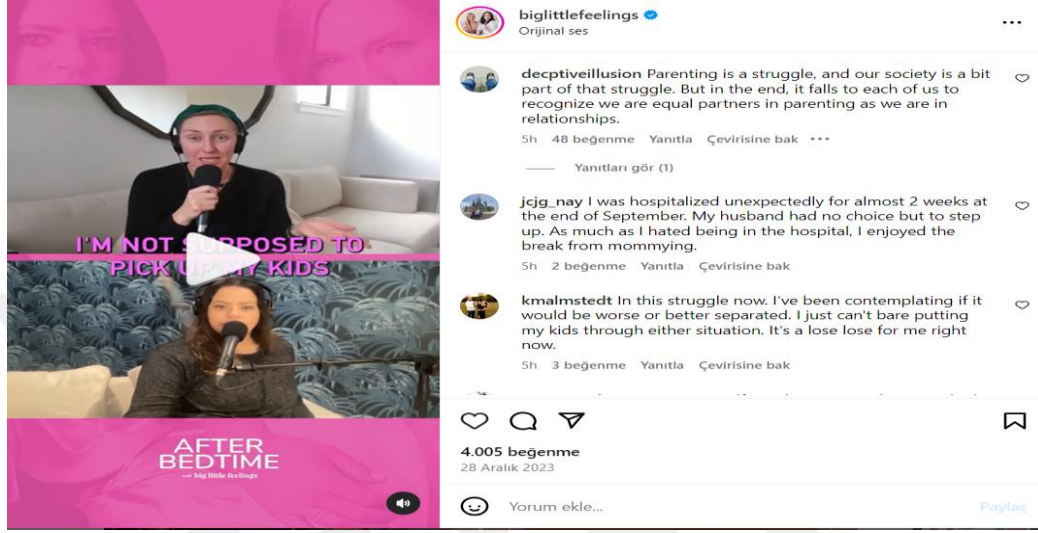 biglittlefeelings
Orijinal ses
I'M NOT SUPPOSED TO
PICK UP MY KIDS
AFTER
BEDTIME
with big little feelings
decptiveillusion Parenting is a struggle, and our society is a bit
part of that struggle. But in the end, it falls to each of us to
recognize we are equal partners in parenting as we are in
relationships.
5h 48 beğenme Yanıtla Çevirisine bak
Yanıtları gör (1)
jcjg_nay I was hospitalized unexpectedly for almost 2 weeks at
the end of September. My husband had no choice but to step
up. As much as I hated being in the hospital, I enjoyed the
break from mommying.
5h 2 beğenme Yanıtla Çevirisine bak
kmalmstedt In this struggle now. I've been contemplating if it
would be worse or better separated. I just can't bare putting
my kids through either situation. It's a lose lose for me right
now.
5h 3 beğenme Yanıtla Çevirisine bak
4.005 beğenme
28 Aralık 2023
Yorum ekle...
Paylaş